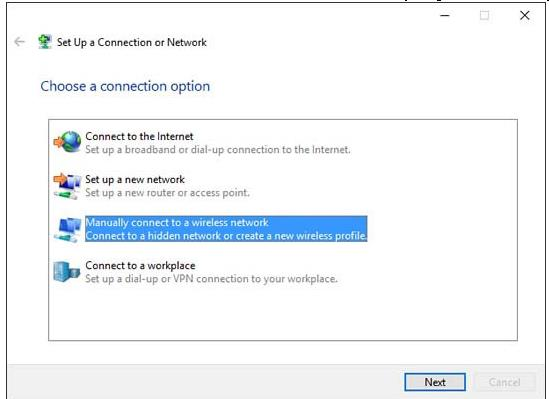 Set Up a Connection or Network
Choose a connection option
Connect to the Internet
Set up a broadband or dial-up connection to the Internet.
Set up a new network
Set up a new router or access point.
Manually connect to a wireless network
Connect to a hidden network or create a new wireless profile.
Connect to a workplace
Set up a dial-up or VPN connection to your workplace.
Next
Cancel